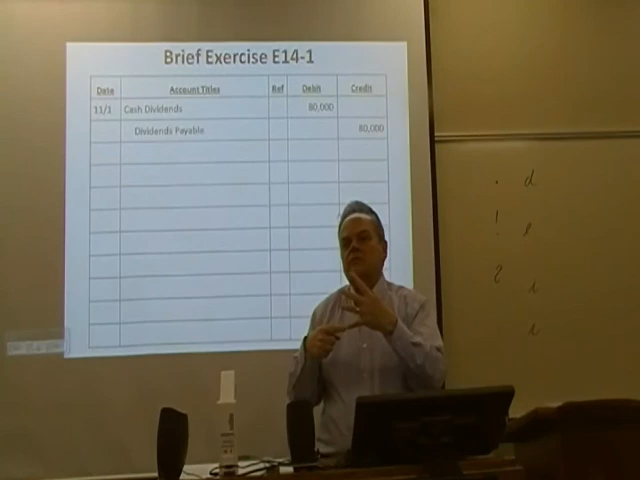 Brief Exercise E14-1
Date Account Titles Ref Debit Credit
11/1 Cash Dividends 80,000
Dividends Payable 80,000
. d
!
i
i